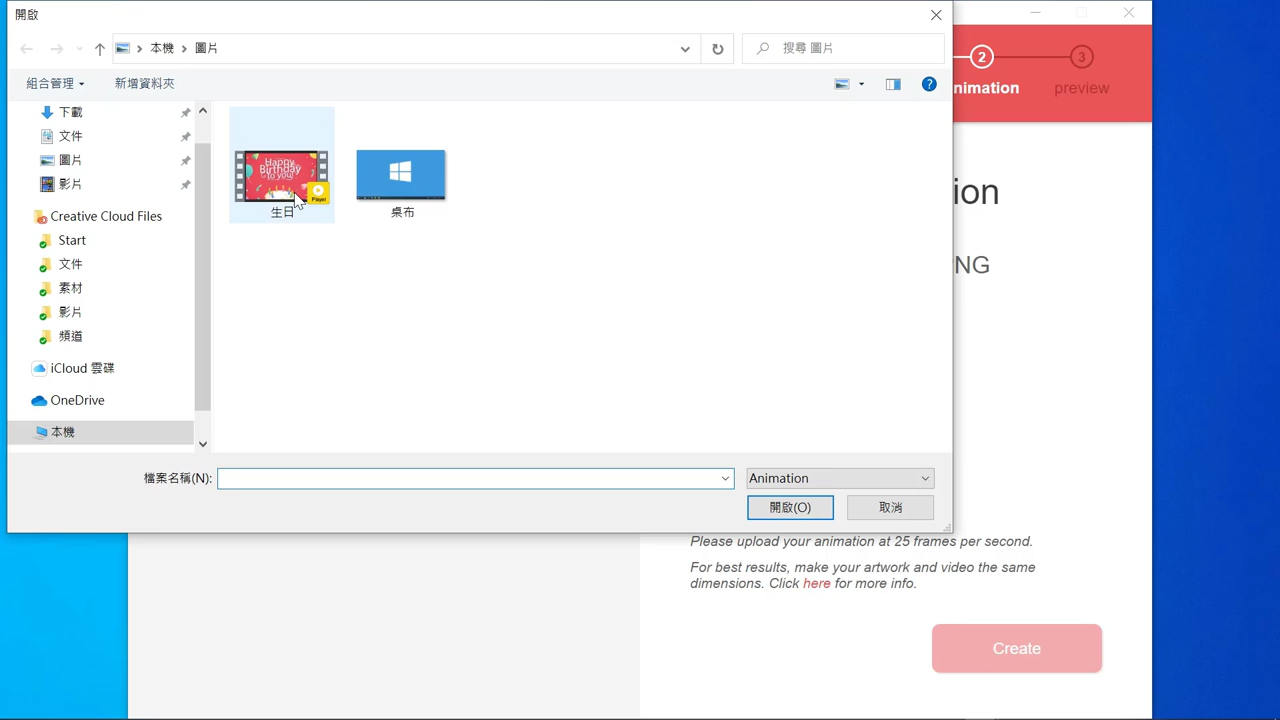 開啟
本機 圖片
搜尋 圖片
組合管理
新增資料夾
下載
文件
圖片
影片
Creative Cloud Files
Start
文件
素材
影片
頻道
iCloud 雲碟
OneDrive
本機
Happy
Birthday
to you!
Player
生日
桌布
檔案名稱(N):
Animation
開啟(O)
取消
2
3
nimation
preview
ion
NG
Please upload your animation at 25 frames per second.
For best results, make your artwork and video the same
dimensions. Click here for more info.
Create